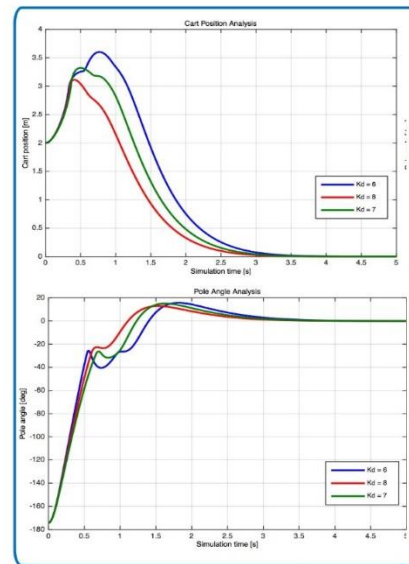 Cart Position Analysis
4
3.5
3
2.5
2
1.5
1
0.5
0
Cart position [m]
Kd = 6
Kd = 8
Kd = 7
0 0.5 1 1.5 2 2.5 3 3.5 4 4.5 5
Simulation time [s]
Pole Angle Analysis
20
0
-20
-40
-60
-80
-100
-120
-140
-160
-180
Pole angle [deg]
Kd = 6
Kd = 8
Kd = 7
0 0.5 1 1.5 2 2.5 3 3.5 4 4.5 5
Simulation time [s]